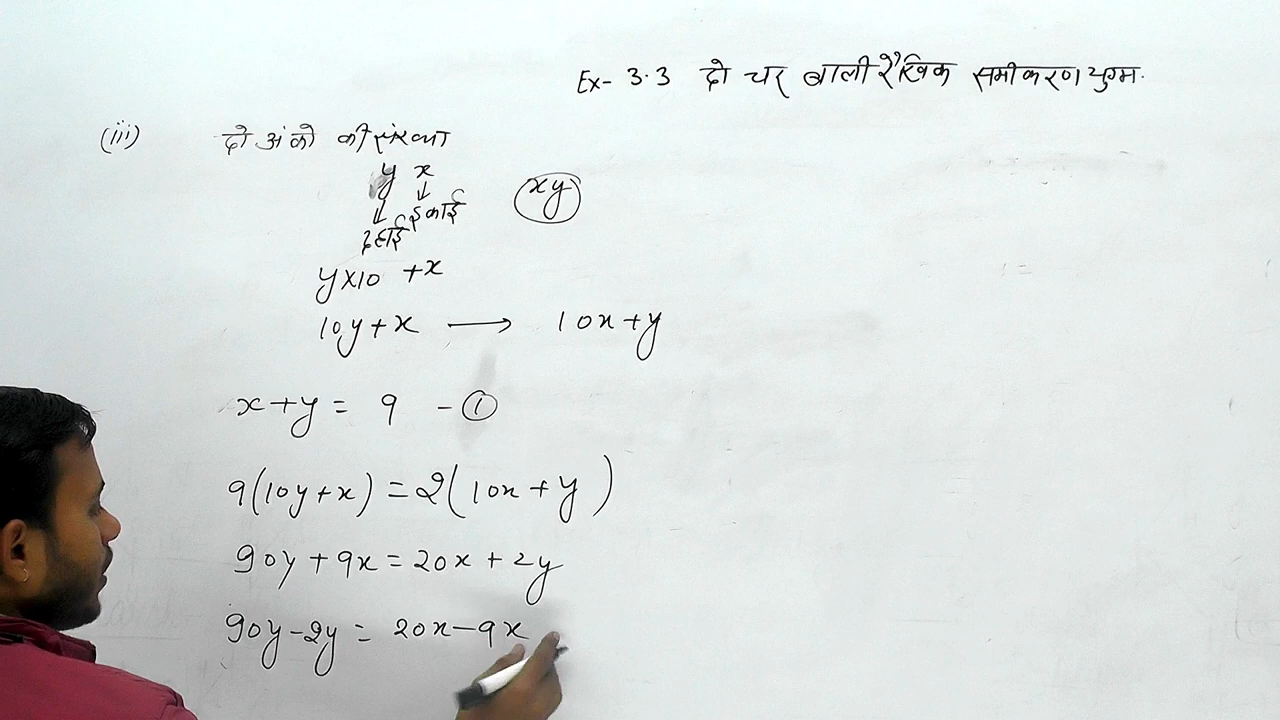 Ex- 3.3 दो चर वाली रैखिक समीकरण युग्म.
(iii) दो अंको की संख्या
y x
xy
↓ ↓
दहाई इकाई
y×10 +x
10y+x ⟶ 10x+y
x+y = 9 -①
9(10y+x) = 2(10x+y)
90y+9x = 20x+2y
90y-2y = 20x-9x